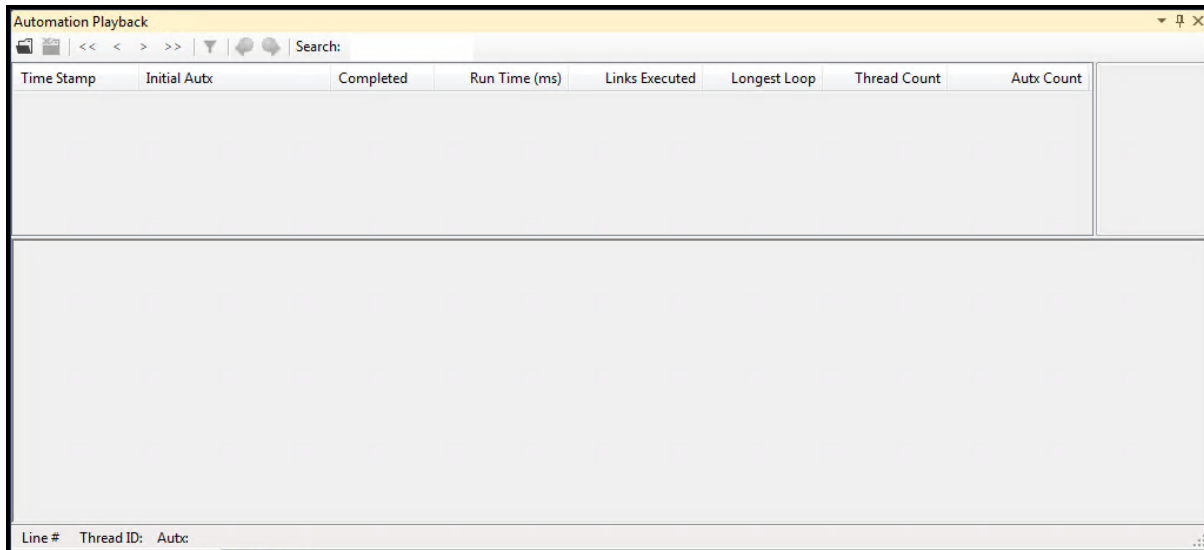 Automation Playback
<< < > >> Search:
Time Stamp Initial Autx Completed Run Time (ms) Links Executed Longest Loop Thread Count Autx Count
Line # Thread ID: Autx: